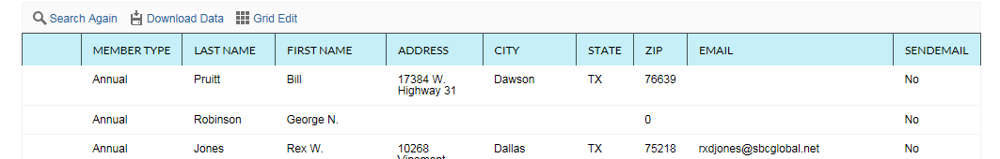 Search Again Download Data Grid Edit
MEMBER TYPE LAST NAME FIRST NAME ADDRESS CITY STATE ZIP EMAIL SENDEMAIL
Annual Pruitt Bill 17384 W. Dawson TX 76639 No
Highway 31
Annual Robinson George N. 0 No
Annual Jones Rex W. 10268 Dallas TX 75218 rxdjones@sbcglobal.net No